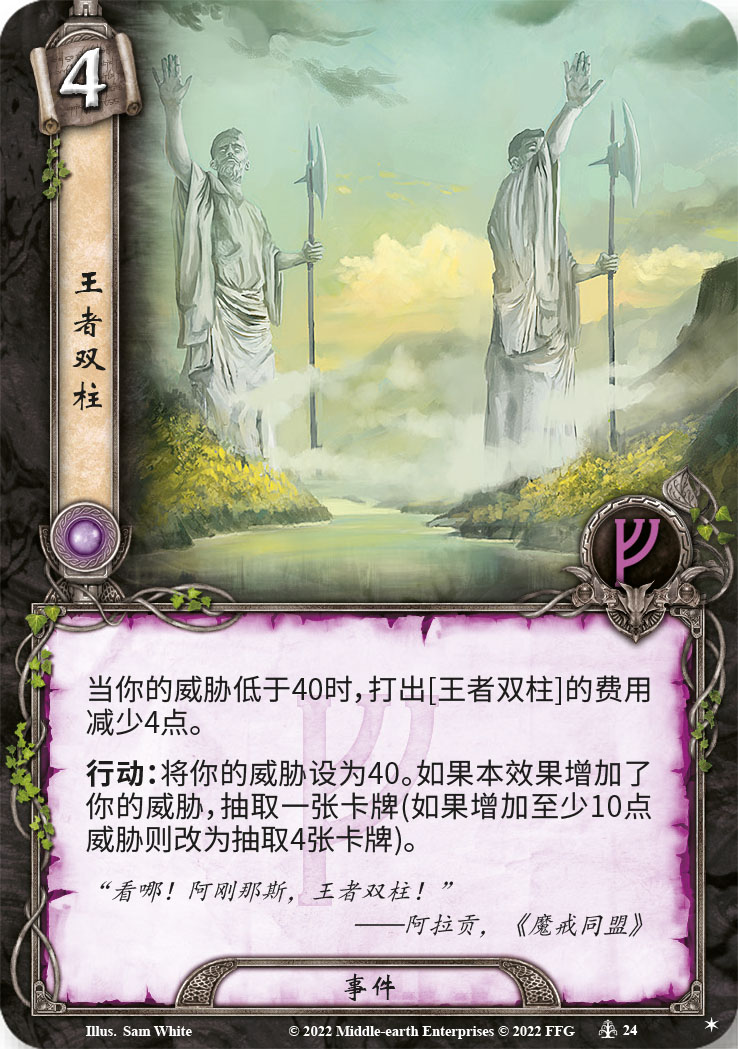 4
王者双柱
当你的威胁低于40时，打出[王者双柱]的费用
减少4点。
行动：将你的威胁设为40。如果本效果增加了
你的威胁，抽取一张卡牌(如果增加至少10点
威胁则改为抽取4张卡牌)。
“看哪！阿刚那斯，王者双柱！”
——阿拉贡，《魔戒同盟》
事件
Illus. Sam White
© 2022 Middle-earth Enterprises © 2022 FFG
24